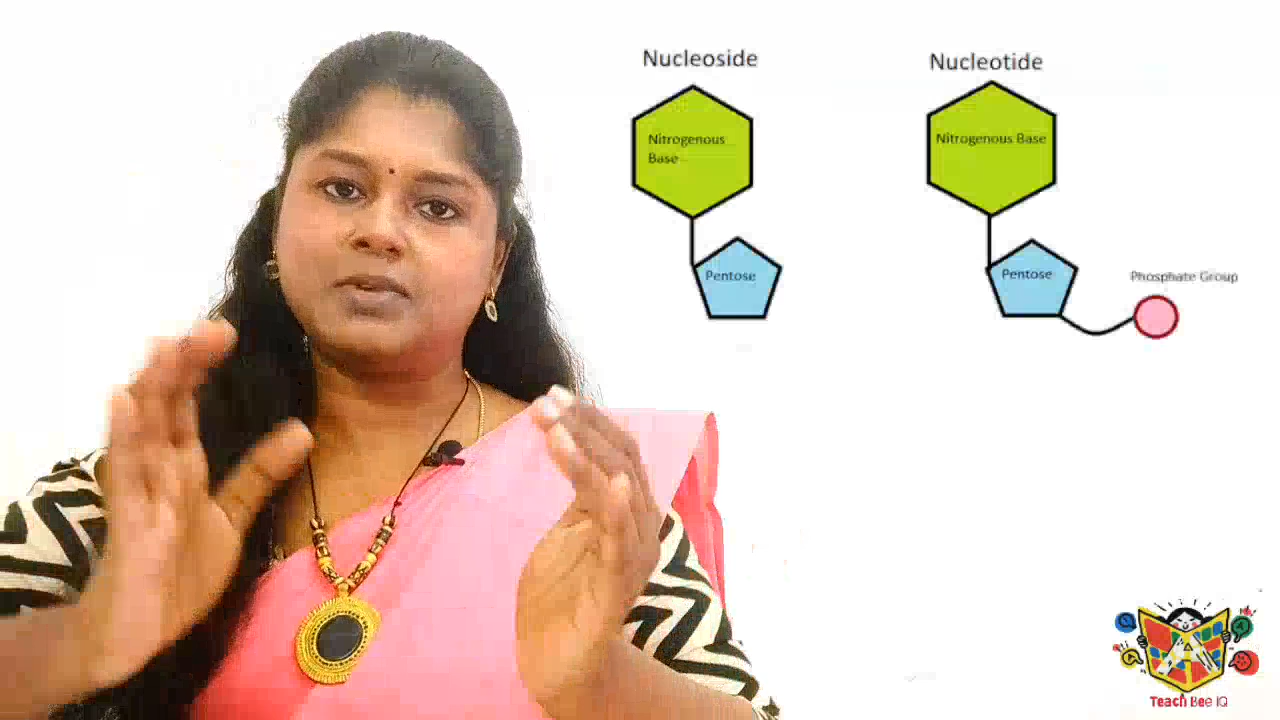 Nucleoside
Nucleotide
Nitrogenous
Base
Nitrogenous Base
Pentose
Pentose
Phosphate Group
Teach Bee IQ